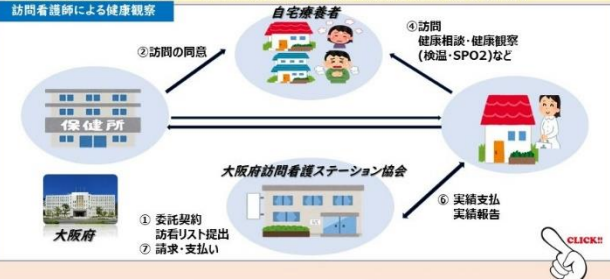 訪問看護師による健康観察
自宅療養者
②訪問の同意
④訪問
健康相談・健康観察
(検温・SPO2)など
保健所
大阪府訪問看護ステーション協会
大阪府
① 委託契約
訪看リスト提出
⑦ 請求・支払い
⑥ 実績支払
実績報告
CLICK!!